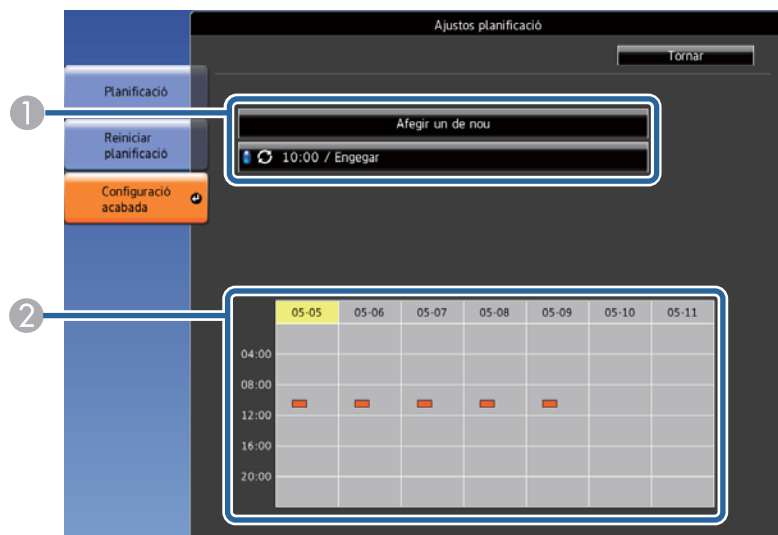 Ajustos planificació
Tornar
Planificació
Reiniciar
planificació
Configuració
acabada
1
Afegir un de nou
10:00 / Engegar
2
05-05 05-06 05-07 05-08 05-09 05-10 05-11
04:00
08:00
12:00
16:00
20:00